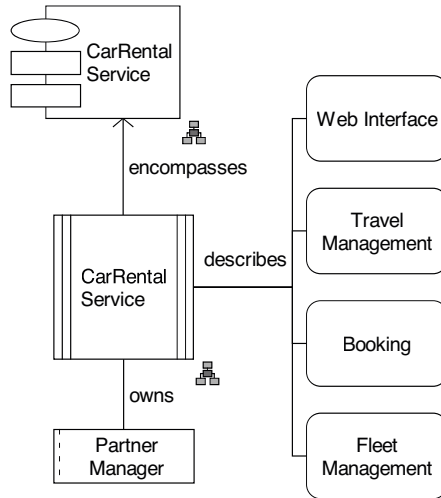 CarRental
Service
Web Interface
encompasses
Travel
Management
describes
CarRental
Service
Booking
owns
Partner
Manager
Fleet
Management